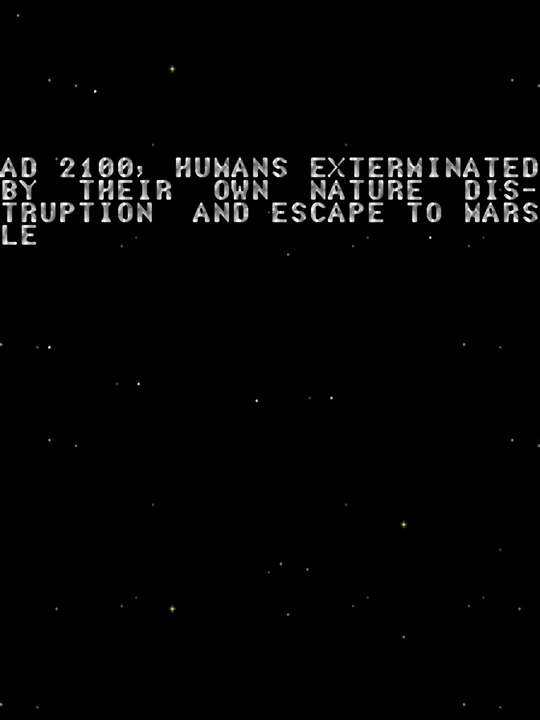 AD 2100, HUMANS EXTERMINATED
BY THEIR OWN NATURE DIS-
TRUPTION AND ESCAPE TO MARS
LE